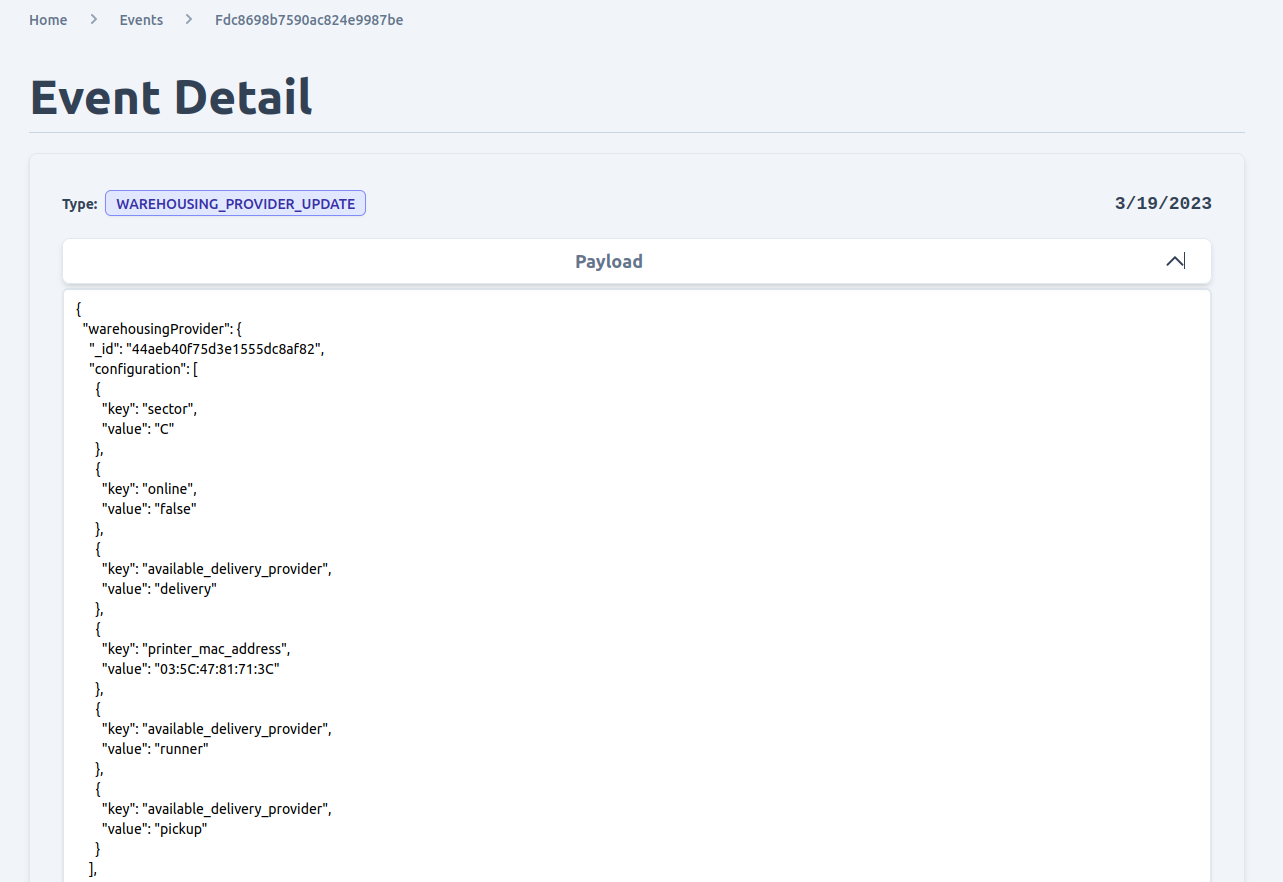 Home > Events > Fdc8698b7590ac824e9987be
Event Detail
Type: WAREHOUSING_PROVIDER_UPDATE 3/19/2023
Payload
{
  "warehousingProvider": {
    "_id": "44aeb40f75d3e1555dc8af82",
    "configuration": [
      {
        "key": "sector",
        "value": "C"
      },
      {
        "key": "online",
        "value": "false"
      },
      {
        "key": "available_delivery_provider",
        "value": "delivery"
      },
      {
        "key": "printer_mac_address",
        "value": "03:5C:47:81:71:3C"
      },
      {
        "key": "available_delivery_provider",
        "value": "runner"
      },
      {
        "key": "available_delivery_provider",
        "value": "pickup"
      }
    ],